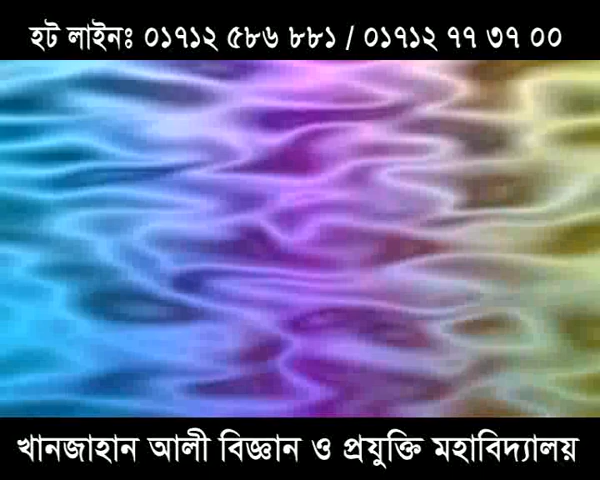 হট লাইনঃ ০১৭১২ ৫৮৬ ৮৮১ / ০১৭১২ ৭৭ ৩৭ ০০
খানজাহান আলী বিজ্ঞান ও প্রযুক্তি মহাবিদ্যালয়